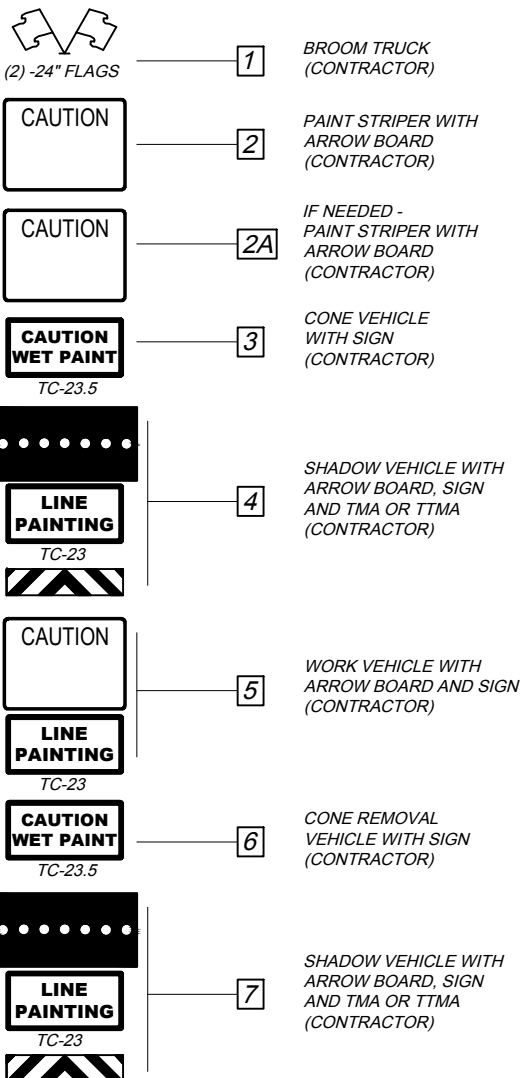 (2) -24" FLAGS
1
BROOM TRUCK
(CONTRACTOR)
CAUTION
2
PAINT STRIPER WITH
ARROW BOARD
(CONTRACTOR)
CAUTION
2A
IF NEEDED -
PAINT STRIPER WITH
ARROW BOARD
(CONTRACTOR)
CAUTION
WET PAINT
TC-23.5
3
CONE VEHICLE
WITH SIGN
(CONTRACTOR)
LINE
PAINTING
TC-23
4
SHADOW VEHICLE WITH
ARROW BOARD, SIGN
AND TMA OR TTMA
(CONTRACTOR)
CAUTION
LINE
PAINTING
TC-23
5
WORK VEHICLE WITH
ARROW BOARD AND SIGN
(CONTRACTOR)
CAUTION
WET PAINT
TC-23.5
6
CONE REMOVAL
VEHICLE WITH SIGN
(CONTRACTOR)
LINE
PAINTING
TC-23
7
SHADOW VEHICLE WITH
ARROW BOARD, SIGN
AND TMA OR TTMA
(CONTRACTOR)